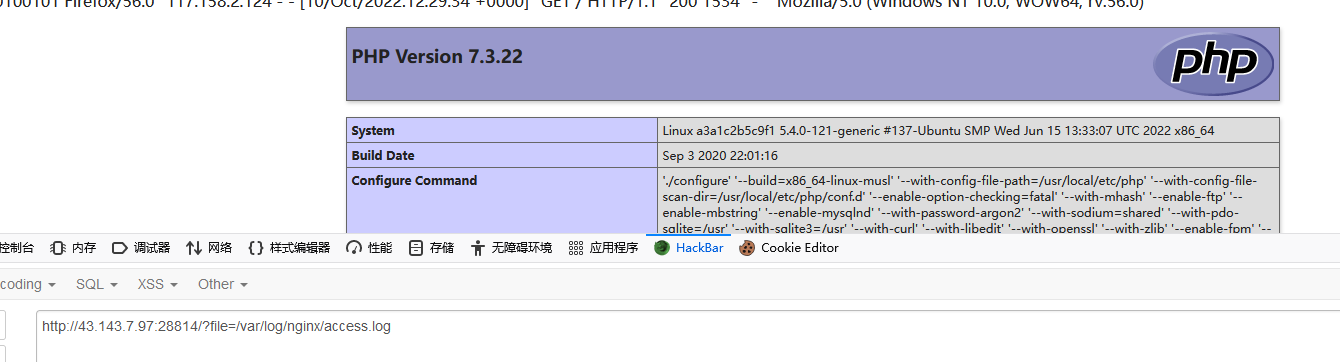 0100101 Firefox/56.0" 117.158.2.124 - - [10/Oct/2022:12:29:34 +0000] "GET / HTTP/1.1" 200 1534 "-" "Mozilla/5.0 (Windows NT 10.0; WOW64; rv:56.0)
PHP Version 7.3.22
php
System Linux a3a1c2b5c9f1 5.4.0-121-generic #137-Ubuntu SMP Wed Jun 15 13:33:07 UTC 2022 x86_64
Build Date Sep 3 2020 22:01:16
Configure Command './configure' '--build=x86_64-linux-musl' '--with-config-file-path=/usr/local/etc/php' '--with-config-file-
scan-dir=/usr/local/etc/php/conf.d' '--enable-option-checking=fatal' '--with-mhash' '--enable-ftp' '--
enable-mbstring' '--enable-mysqlnd' '--with-password-argon2' '--with-sodium=shared' '--with-pdo-
sqlite=/usr' '--with-sqlite3=/usr' '--with-curl' '--with-libedit' '--with-openssl' '--with-zlib' '--enable-fpm' '--
控制台 内存 调试器 网络 样式编辑器 性能 存储 无障碍环境 应用程序 HackBar Cookie Editor
coding SQL XSS Other
http://43.143.7.97:28814/?file=/var/log/nginx/access.log